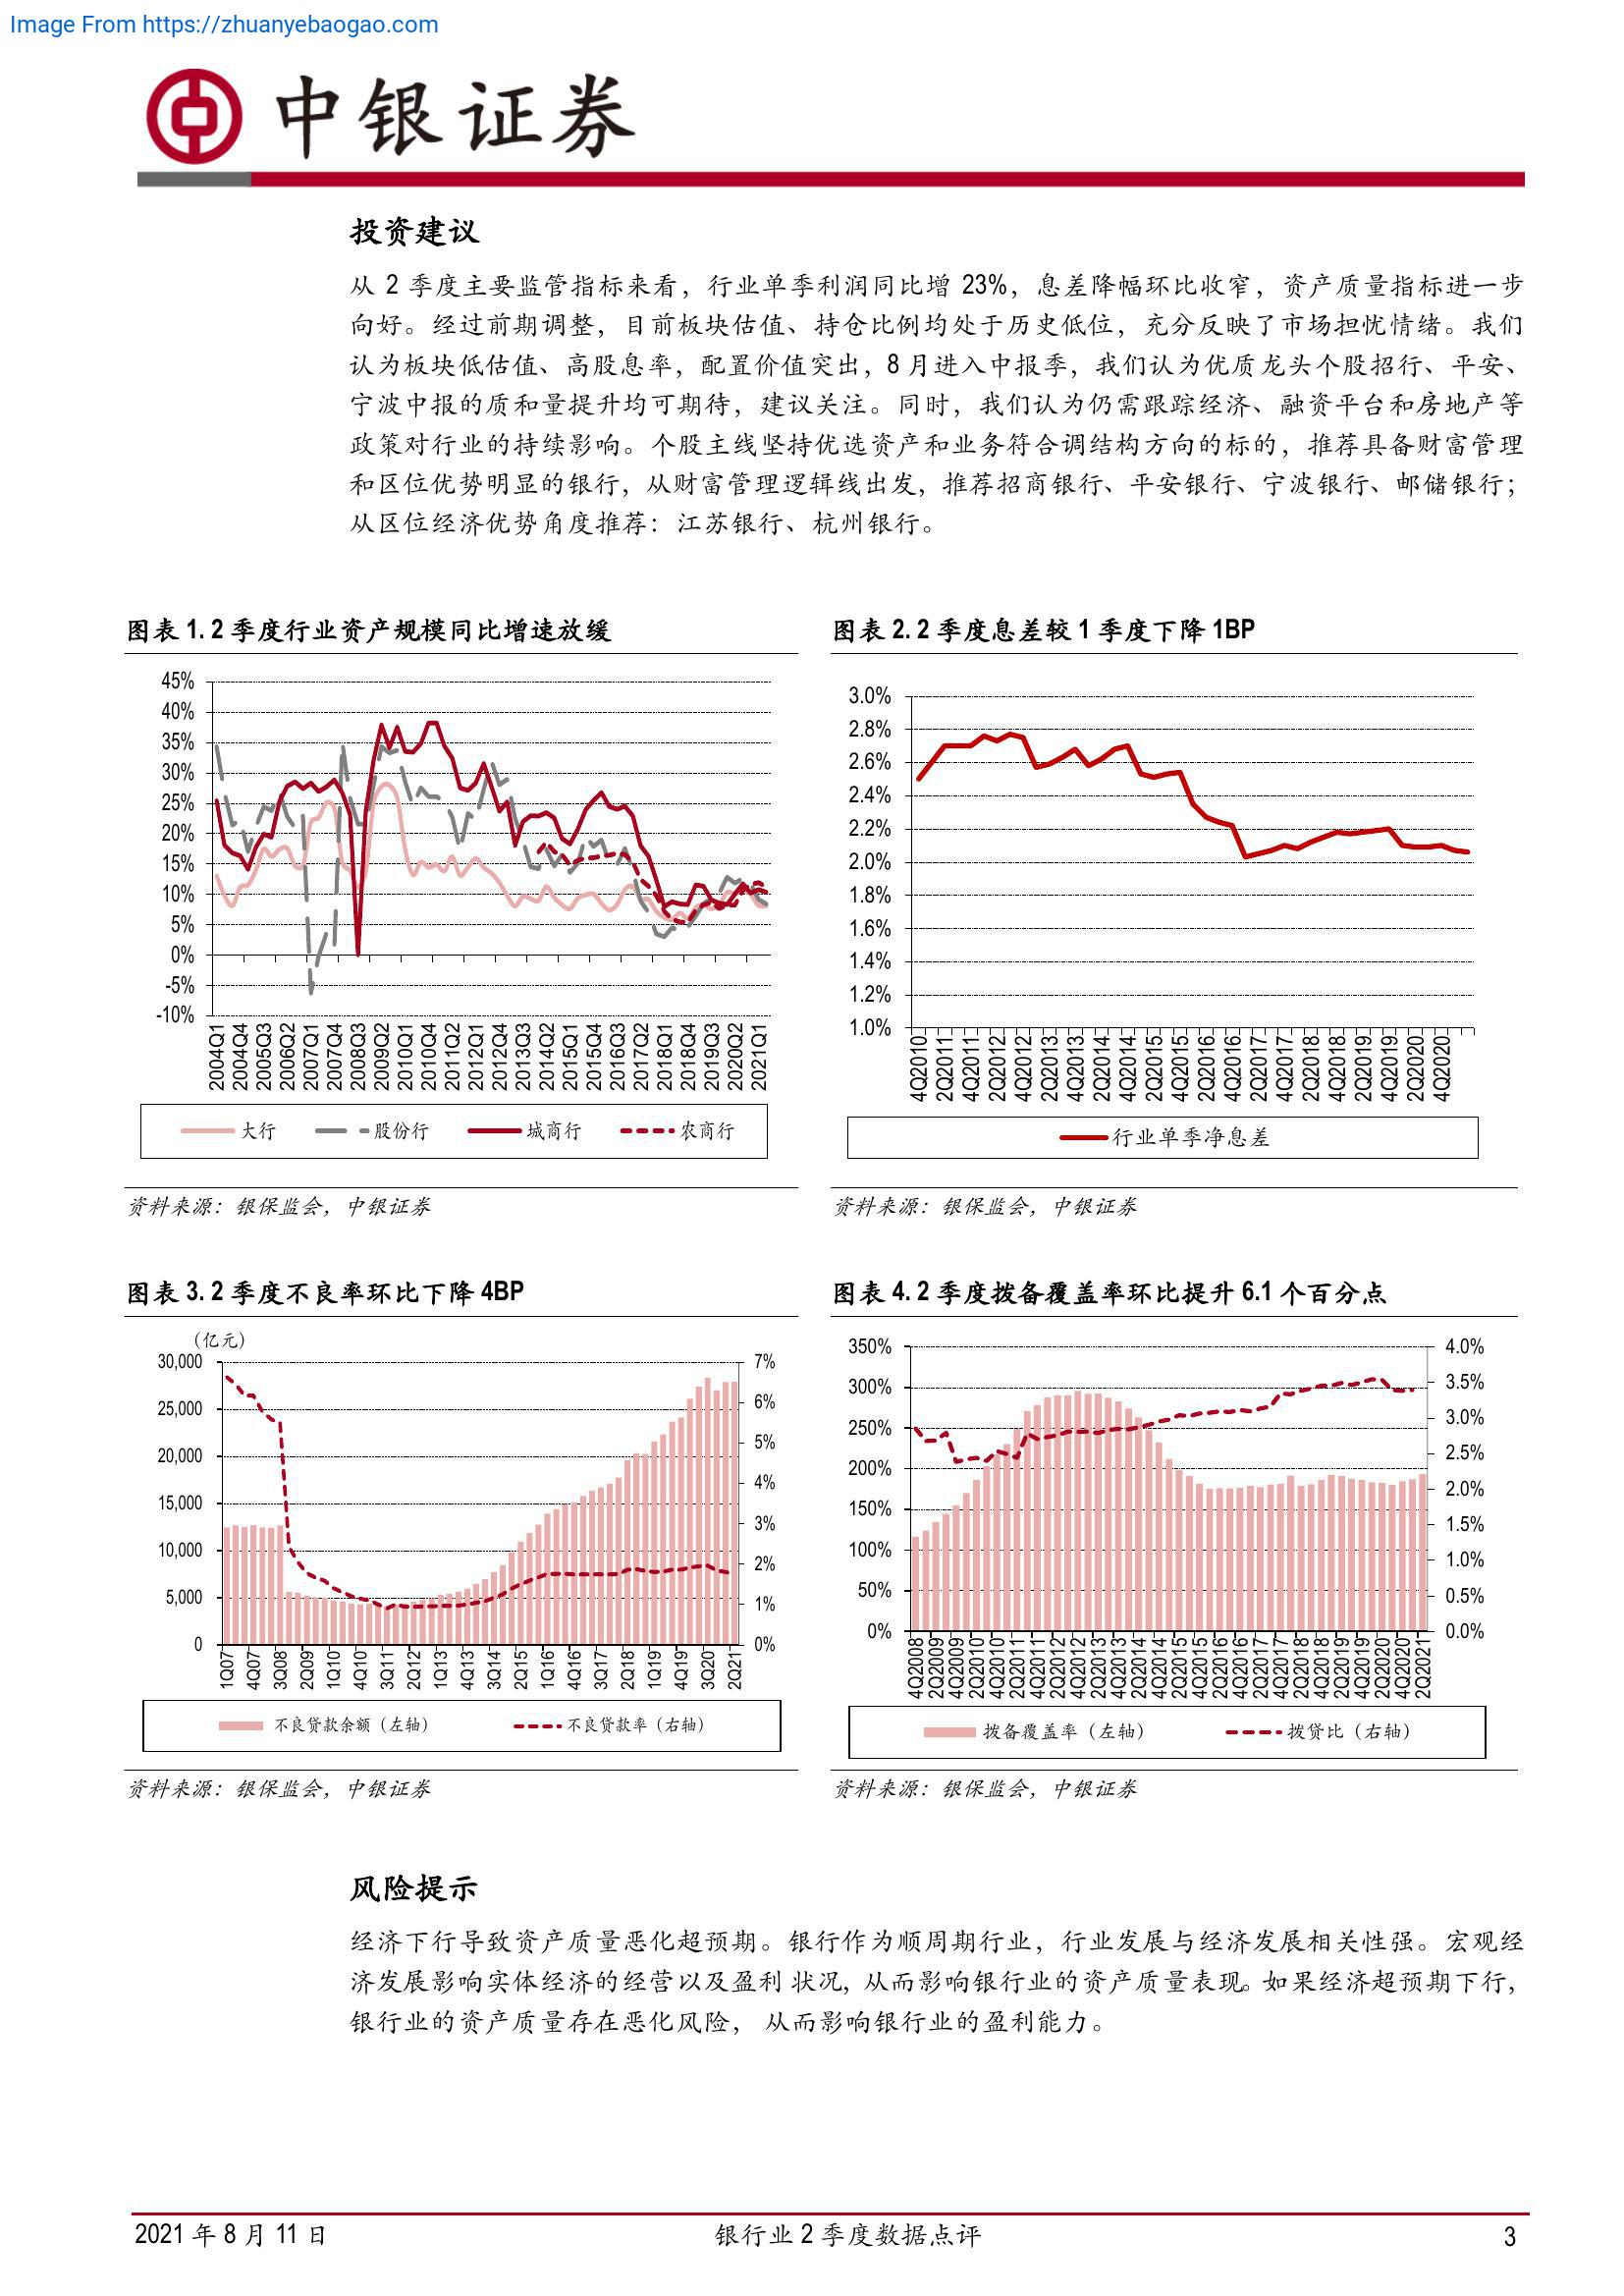 Image From https://zhuanyebaogao.com
中银证券
投资建议
从 2 季度主要监管指标来看，行业单季利润同比增 23%，息差降幅环比收窄，资产质量指标进一步
向好。经过前期调整，目前板块估值、持仓比例均处于历史低位，充分反映了市场担忧情绪。我们
认为板块低估值、高股息率，配置价值突出，8 月进入中报季，我们认为优质龙头个股招行、平安、
宁波中报的质和量提升均可期待，建议关注。同时，我们认为仍需跟踪经济、融资平台和房地产等
政策对行业的持续影响。个股主线坚持优选资产和业务符合调结构方向的标的，推荐具备财富管理
和区位优势明显的银行，从财富管理逻辑线出发，推荐招商银行、平安银行、宁波银行、邮储银行；
从区位经济优势角度推荐：江苏银行、杭州银行。
图表 1. 2 季度行业资产规模同比增速放缓
45%
40%
35%
30%
25%
20%
15%
10%
5%
0%
-5%
-10%
2004Q1
2004Q4
2005Q3
2006Q2
2007Q1
2007Q4
2008Q3
2009Q2
2010Q1
2010Q4
2011Q2
2012Q1
2012Q4
2013Q3
2014Q2
2015Q1
2015Q4
2016Q3
2017Q2
2018Q1
2018Q4
2019Q3
2020Q2
2021Q1
大行 股份行 城商行 农商行
资料来源：银保监会，中银证券
图表 2. 2 季度息差较 1 季度下降 1BP
3.0%
2.8%
2.6%
2.4%
2.2%
2.0%
1.8%
1.6%
1.4%
1.2%
1.0%
4Q2010
2Q2011
4Q2011
2Q2012
4Q2012
2Q2013
4Q2013
2Q2014
4Q2014
2Q2015
4Q2015
2Q2016
4Q2016
2Q2017
4Q2017
2Q2018
4Q2018
2Q2019
4Q2019
2Q2020
4Q2020
行业单季净息差
资料来源：银保监会，中银证券
图表 3. 2 季度不良率环比下降 4BP
（亿元）
30,000
25,000
20,000
15,000
10,000
5,000
0
7%
6%
5%
4%
3%
2%
1%
0%
1Q07
4Q07
3Q08
2Q09
1Q10
4Q10
3Q11
2Q12
1Q13
4Q13
3Q14
2Q15
1Q16
4Q16
3Q17
2Q18
1Q19
4Q19
3Q20
2Q21
不良贷款余额（左轴） 不良贷款率（右轴）
资料来源：银保监会，中银证券
图表 4. 2 季度拨备覆盖率环比提升 6.1 个百分点
350%
300%
250%
200%
150%
100%
50%
0%
4.0%
3.5%
3.0%
2.5%
2.0%
1.5%
1.0%
0.5%
0.0%
4Q2008
2Q2009
4Q2009
2Q2010
4Q2010
2Q2011
4Q2011
2Q2012
4Q2012
2Q2013
4Q2013
2Q2014
4Q2014
2Q2015
4Q2015
2Q2016
4Q2016
2Q2017
4Q2017
2Q2018
4Q2018
2Q2019
4Q2019
2Q2020
4Q2020
2Q2021
拨备覆盖率（左轴） 拨贷比（右轴）
资料来源：银保监会，中银证券
风险提示
经济下行导致资产质量恶化超预期。银行作为顺周期行业，行业发展与经济发展相关性强。宏观经
济发展影响实体经济的经营以及盈利状况，从而影响银行业的资产质量表现。如果经济超预期下行，
银行业的资产质量存在恶化风险， 从而影响银行业的盈利能力。
2021 年 8 月 11 日 银行业 2 季度数据点评 3